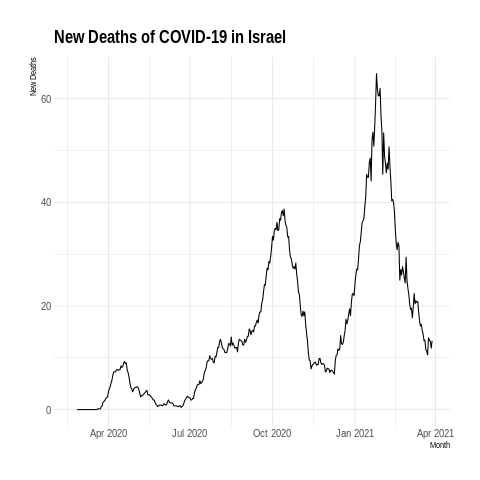 New Deaths of COVID-19 in Israel
New Deaths
60
40
20
0
Apr 2020 Jul 2020 Oct 2020 Jan 2021 Apr 2021
Month